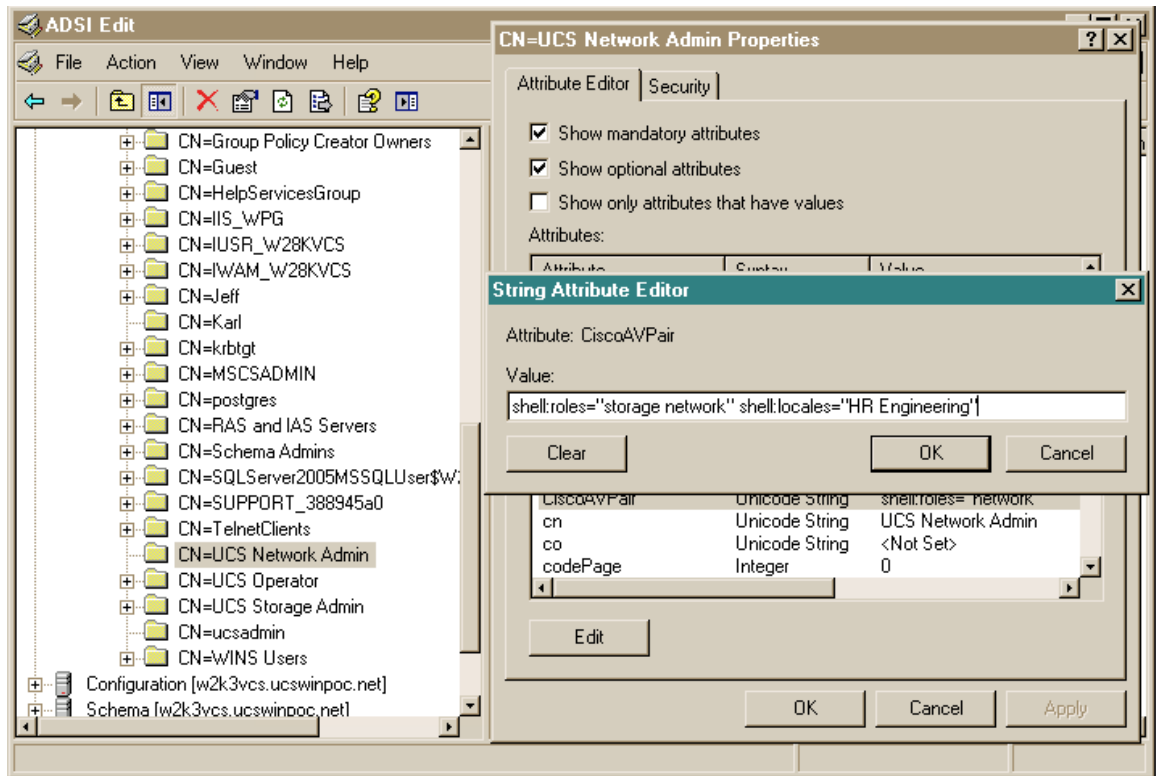 ADSI Edit
File Action View Window Help
CN=Group Policy Creator Owners
CN=Guest
CN=HelpServicesGroup
CN=IIS_WPG
CN=IUSR_W28KVCS
CN=IWAM_W28KVCS
CN=Jeff
CN=Karl
CN=krbtgt
CN=MSCSADMIN
CN=postgres
CN=RAS and IAS Servers
CN=Schema Admins
CN=SQLServer2005MSSQLUser$W
CN=SUPPORT_388945a0
CN=TelnetClients
CN=UCS Network Admin
CN=UCS Operator
CN=UCS Storage Admin
CN=ucsadmin
CN=WINS Users
Configuration [w2k3vcs.ucswinpoc.net]
Schema [w2k3vcs.ucswinpoc.net]
CN=UCS Network Admin Properties
Attribute Editor Security
Show mandatory attributes
Show optional attributes
Show only attributes that have values
Attributes:
Attribute Syntax Value
String Attribute Editor
Attribute: CiscoAVPair
Value:
shell:roles="storage network" shell:locales="HR Engineering"
Clear OK Cancel
CiscoAVPair Unicode String shell:roles="network
cn Unicode String UCS Network Admin
co Unicode String <Not Set>
codePage Integer 0
Edit
OK Cancel Apply